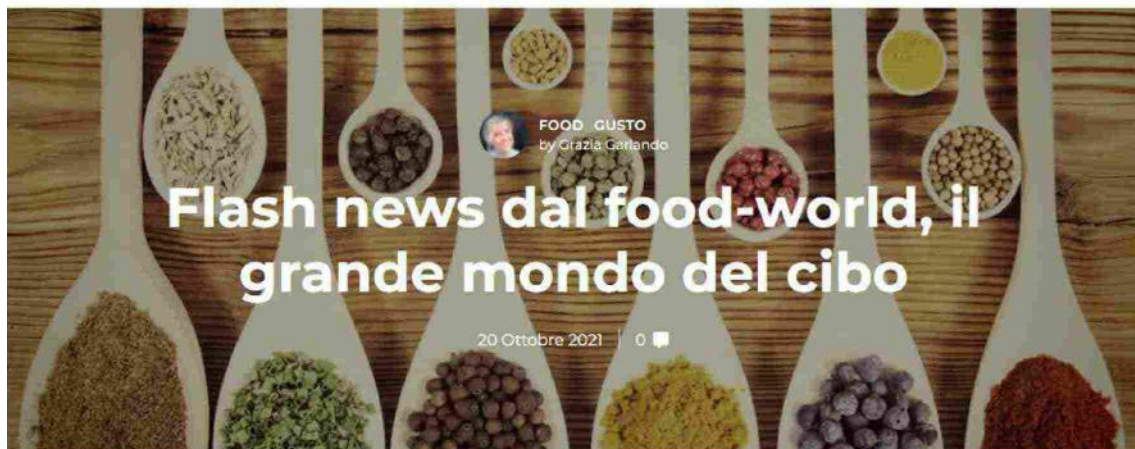 FOOD GUSTO
by Grazia Garlando
Flash news dal food-world, il
grande mondo del cibo
20 Ottobre 2021 | 0